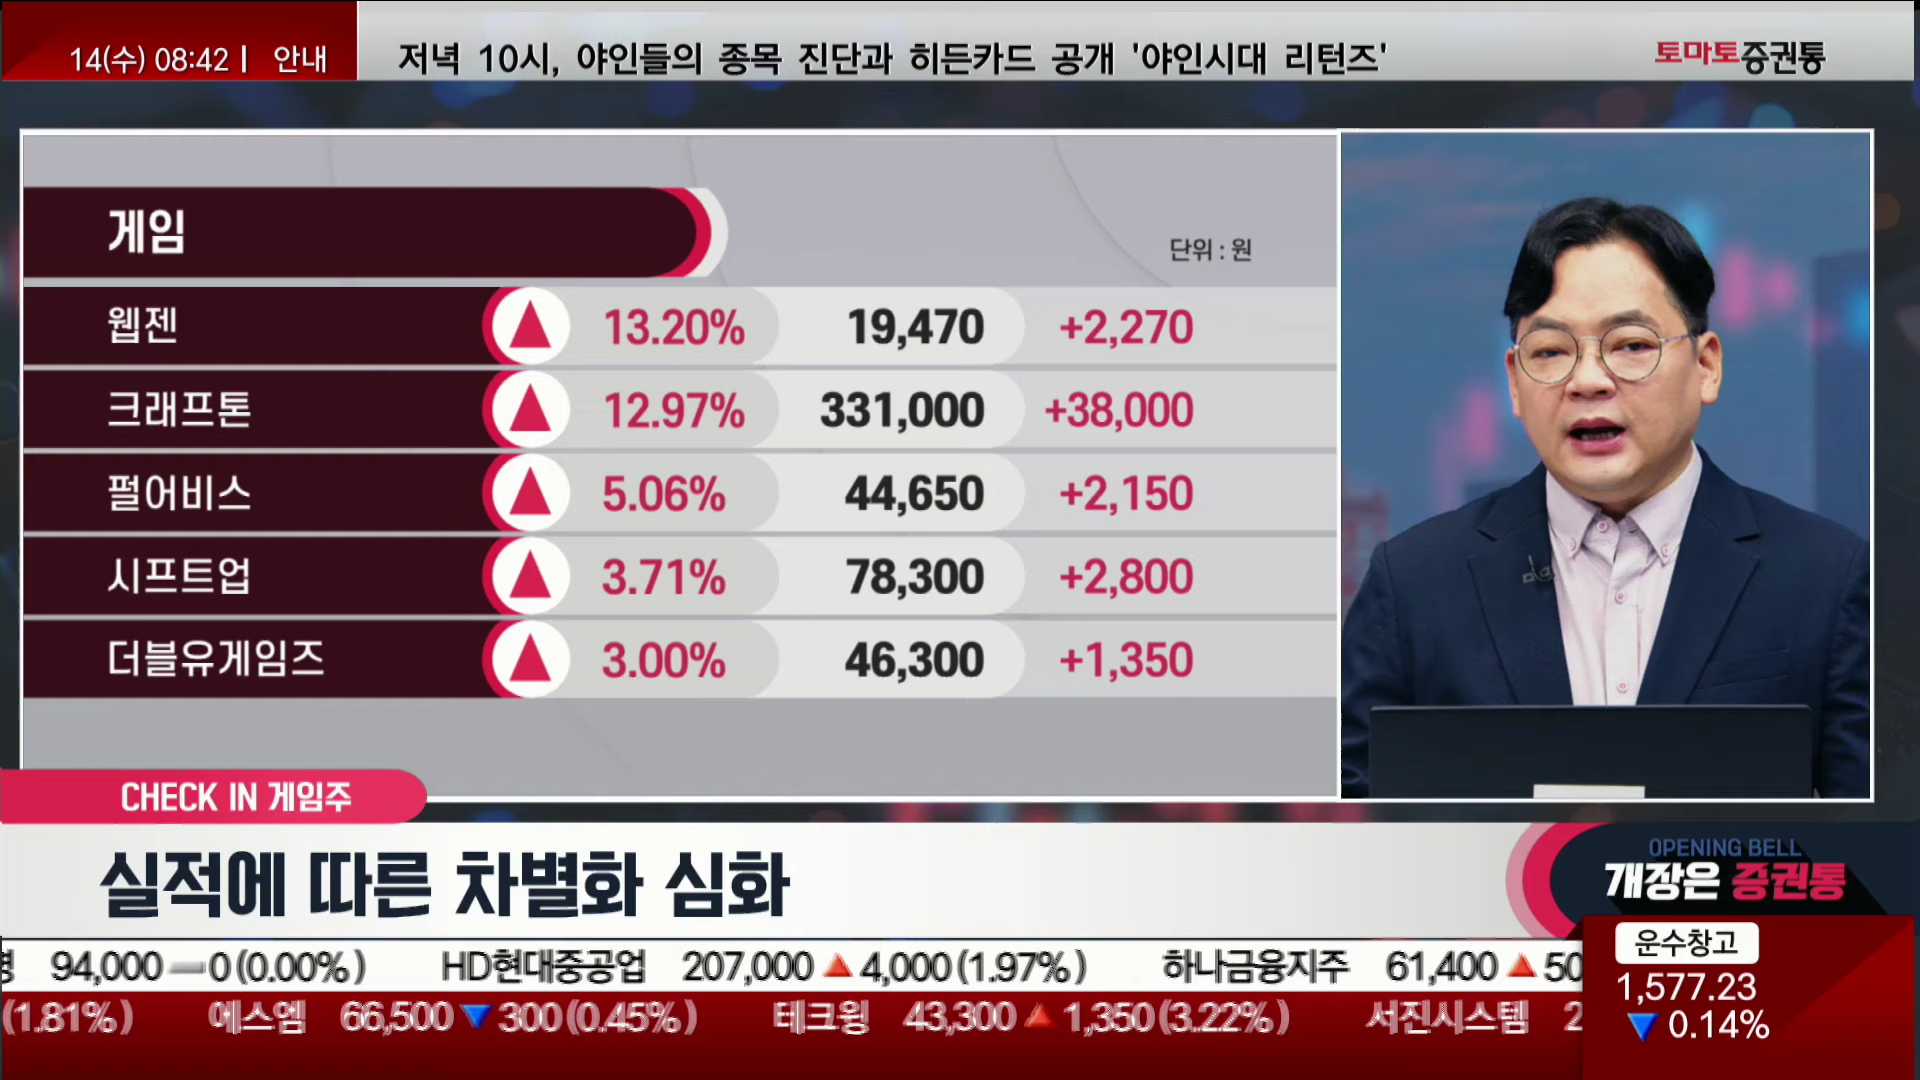 14(수) 08:42 | 안내 저녁 10시, 야인들의 종목 진단과 히든카드 공개 '야인시대 리턴즈' 토마토증권통
게임
단위 : 원
웹젠 ▲ 13.20% 19,470 +2,270
크래프톤 ▲ 12.97% 331,000 +38,000
펄어비스 ▲ 5.06% 44,650 +2,150
시프트업 ▲ 3.71% 78,300 +2,800
더블유게임즈 ▲ 3.00% 46,300 +1,350
CHECK IN 게임주
실적에 따른 차별화 심화
OPENING BELL
개장은 증권통
94,000 0(0.00%) HD현대중공업 207,000 ▲ 4,000(1.97%) 하나금융지주 61,400 ▲ 50
(1.81%) 에스엠 66,500 ▼ 300(0.45%) 테크윙 43,300 ▲ 1,350(3.22%) 서진시스템 2
운수창고
1,577.23
▼ 0.14%